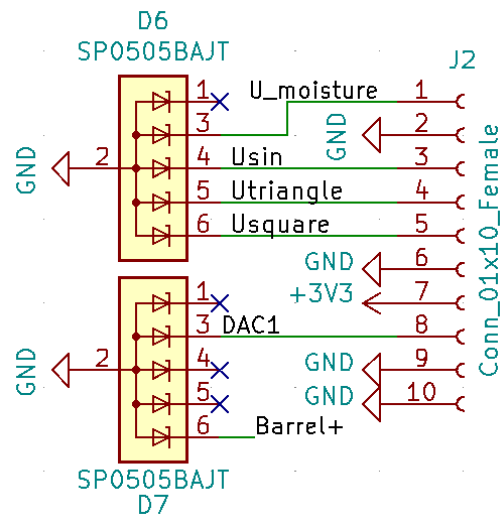 D6
SP0505BAJT
J2
1
U_moisture
1
3
GND
2
GND
2
4
Usin
3
5
Utriangle
4
6
Usquare
5
GND
6
1
+3V3
7
3
DAC1
8
GND
2
4
GND
9
5
GND
10
6
Barrel+
Conn_01x10_Female
SP0505BAJT
D7